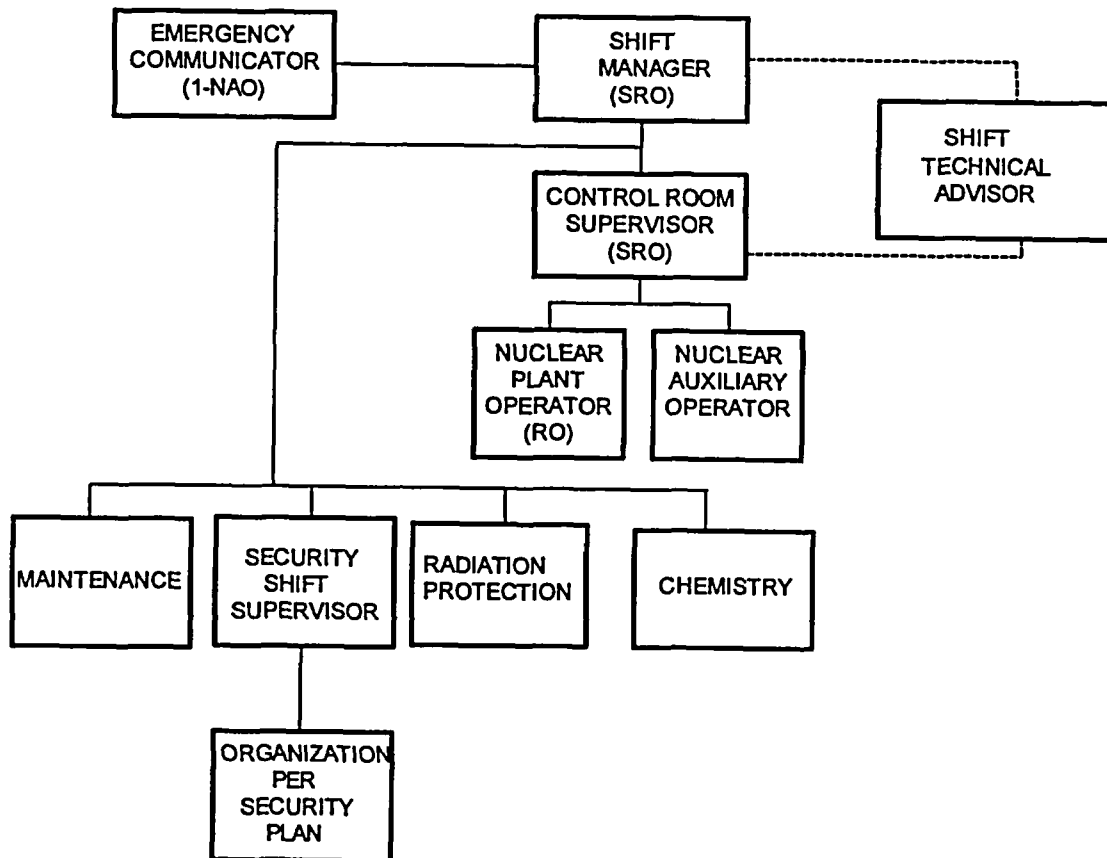 EMERGENCY
COMMUNICATOR
(1-NAO)
SHIFT
MANAGER
(SRO)
SHIFT
TECHNICAL
ADVISOR
CONTROL ROOM
SUPERVISOR
(SRO)
NUCLEAR
PLANT
OPERATOR
(RO)
NUCLEAR
AUXILIARY
OPERATOR
MAINTENANCE
SECURITY
SHIFT
SUPERVISOR
RADIATION
PROTECTION
CHEMISTRY
ORGANIZATION
PER
SECURITY
PLAN